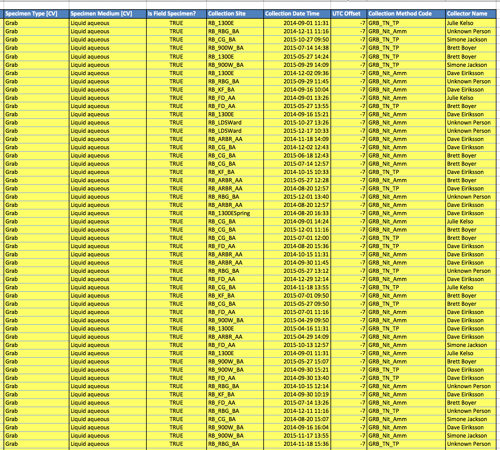 Specimen Type [CV] Specimen Medium [CV] Is Field Specimen? Collection Site Collection Date Time UTC Offset Collection Method Code Collector Name
Grab Liquid aqueous TRUE RB_1300E 2014-09-01 11:31 -7 GRB_TN_TP Julie Kelso
Grab Liquid aqueous TRUE RB_RBG_BA 2014-12-11 11:16 -7 GRB_Nit_Amm Unknown Person
Grab Liquid aqueous TRUE RB_CG_BA 2015-10-27 09:50 -7 GRB_TN_TP Simone Jackson
Grab Liquid aqueous TRUE RB_900W_BA 2015-07-14 14:38 -7 GRB_TN_TP Brett Boyer
Grab Liquid aqueous TRUE RB_1300E 2015-05-27 14:24 -7 GRB_TN_TP Brett Boyer
Grab Liquid aqueous TRUE RB_900W_BA 2015-09-29 14:09 -7 GRB_TN_TP Simone Jackson
Grab Liquid aqueous TRUE RB_1300E 2014-12-02 09:36 -7 GRB_Nit_Amm Dave Eiriksson
Grab Liquid aqueous TRUE RB_RBG_BA 2015-09-29 11:45 -7 GRB_Nit_Amm Unknown Person
Grab Liquid aqueous TRUE RB_KF_BA 2014-09-16 10:04 -7 GRB_TN_TP Dave Eiriksson
Grab Liquid aqueous TRUE RB_FD_AA 2014-09-01 13:26 -7 GRB_Nit_Amm Julie Kelso
Grab Liquid aqueous TRUE RB_FD_AA 2015-05-27 13:55 -7 GRB_TN_TP Brett Boyer
Grab Liquid aqueous TRUE RB_1300E 2014-09-16 15:21 -7 GRB_Nit_Amm Dave Eiriksson
Grab Liquid aqueous TRUE RB_LDSWard 2015-10-27 13:26 -7 GRB_Nit_Amm Unknown Person
Grab Liquid aqueous TRUE RB_LDSWard 2015-12-17 10:33 -7 GRB_Nit_Amm Unknown Person
Grab Liquid aqueous TRUE RB_ARBR_AA 2014-11-18 14:09 -7 GRB_Nit_Amm Dave Eiriksson
Grab Liquid aqueous TRUE RB_CG_BA 2014-12-02 12:43 -7 GRB_TN_TP Dave Eiriksson
Grab Liquid aqueous TRUE RB_CG_BA 2015-06-18 12:43 -7 GRB_Nit_Amm Brett Boyer
Grab Liquid aqueous TRUE RB_CG_BA 2015-07-14 12:57 -7 GRB_Nit_Amm Brett Boyer
Grab Liquid aqueous TRUE RB_KF_BA 2014-10-15 10:33 -7 GRB_TN_TP Dave Eiriksson
Grab Liquid aqueous TRUE RB_ARBR_AA 2015-05-27 12:28 -7 GRB_Nit_Amm Brett Boyer
Grab Liquid aqueous TRUE RB_ARBR_AA 2014-08-20 12:57 -7 GRB_TN_TP Dave Eiriksson
Grab Liquid aqueous TRUE RB_RBG_BA 2015-12-01 13:40 -7 GRB_Nit_Amm Unknown Person
Grab Liquid aqueous TRUE RB_ARBR_AA 2014-08-20 12:57 -7 GRB_Nit_Amm Dave Eiriksson
Grab Liquid aqueous TRUE RB_1300ESpring 2014-08-20 16:33 -7 GRB_Nit_Amm Dave Eiriksson
Grab Liquid aqueous TRUE RB_CG_BA 2014-09-01 14:24 -7 GRB_Nit_Amm Julie Kelso
Grab Liquid aqueous TRUE RB_CG_BA 2015-12-01 11:16 -7 GRB_Nit_Amm Brett Boyer
Grab Liquid aqueous TRUE RB_CG_BA 2015-07-01 12:00 -7 GRB_TN_TP Brett Boyer
Grab Liquid aqueous TRUE RB_FD_AA 2014-08-20 15:36 -7 GRB_TN_TP Dave Eiriksson
Grab Liquid aqueous TRUE RB_ARBR_AA 2014-10-15 11:31 -7 GRB_Nit_Amm Dave Eiriksson
Grab Liquid aqueous TRUE RB_ARBR_AA 2014-09-30 11:45 -7 GRB_Nit_Amm Dave Eiriksson
Grab Liquid aqueous TRUE RB_RBG_BA 2015-05-27 13:12 -7 GRB_TN_TP Unknown Person
Grab Liquid aqueous TRUE RB_FD_AA 2014-12-29 12:14 -7 GRB_Nit_Amm Dave Eiriksson
Grab Liquid aqueous TRUE RB_CG_BA 2014-11-18 13:55 -7 GRB_TN_TP Julie Kelso
Grab Liquid aqueous TRUE RB_KF_BA 2015-07-01 09:50 -7 GRB_Nit_Amm Brett Boyer
Grab Liquid aqueous TRUE RB_CG_BA 2015-05-27 09:50 -7 GRB_TN_TP Brett Boyer
Grab Liquid aqueous TRUE RB_FD_AA 2015-07-01 11:16 -7 GRB_Nit_Amm Brett Boyer
Grab Liquid aqueous TRUE RB_900W_BA 2015-04-29 09:50 -7 GRB_TN_TP Dave Eiriksson
Grab Liquid aqueous TRUE RB_1300E 2015-04-16 11:31 -7 GRB_TN_TP Dave Eiriksson
Grab Liquid aqueous TRUE RB_ARBR_AA 2015-04-29 14:09 -7 GRB_Nit_Amm Dave Eiriksson
Grab Liquid aqueous TRUE RB_FD_AA 2015-10-13 12:57 -7 GRB_TN_TP Simone Jackson
Grab Liquid aqueous TRUE RB_1300E 2014-09-01 11:31 -7 GRB_Nit_Amm Julie Kelso
Grab Liquid aqueous TRUE RB_900W_BA 2015-05-27 15:07 -7 GRB_Nit_Amm Brett Boyer
Grab Liquid aqueous TRUE RB_900W_BA 2014-09-30 15:21 -7 GRB_TN_TP Dave Eiriksson
Grab Liquid aqueous TRUE RB_FD_AA 2014-09-30 13:40 -7 GRB_TN_TP Dave Eiriksson
Grab Liquid aqueous TRUE RB_RBG_BA 2014-10-15 12:14 -7 GRB_Nit_Amm Unknown Person
Grab Liquid aqueous TRUE RB_KF_BA 2014-09-30 10:19 -7 GRB_Nit_Amm Dave Eiriksson
Grab Liquid aqueous TRUE RB_FD_AA 2015-07-14 13:26 -7 GRB_Nit_Amm Brett Boyer
Grab Liquid aqueous TRUE RB_RBG_BA 2014-12-11 11:16 -7 GRB_TN_TP Unknown Person
Grab Liquid aqueous TRUE RB_CG_BA 2014-08-20 15:07 -7 GRB_Nit_Amm Simone Jackson
Grab Liquid aqueous TRUE RB_900W_BA 2014-09-16 16:04 -7 GRB_TN_TP Dave Eiriksson
Grab Liquid aqueous TRUE RB_900W_BA 2015-11-17 13:55 -7 GRB_Nit_Amm Simone Jackson
Grab Liquid aqueous TRUE RB_RBG_BA 2014-11-18 15:36 -7 GRB_TN_TP Unknown Person